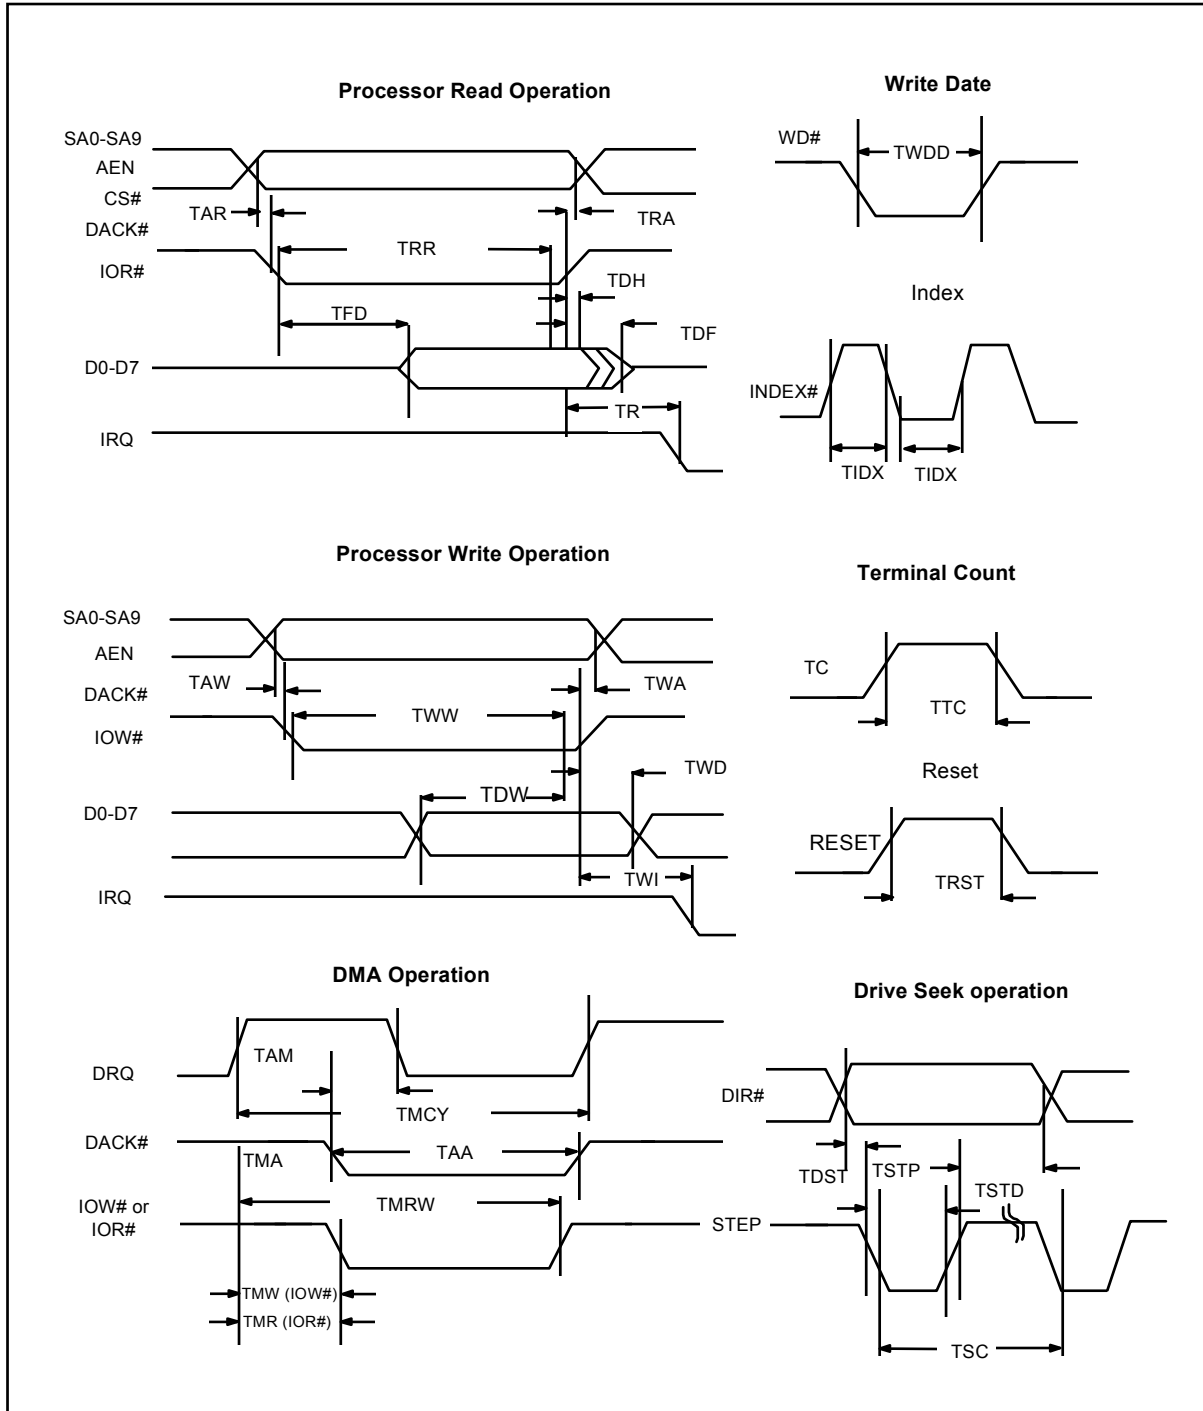 Processor Read Operation
SA0-SA9
AEN
CS#
TAR
TRA
DACK#
TRR
IOR#
TDH
TFD
TDF
D0-D7
TR
IRQ
Write Date
WD#
TWDD
Index
INDEX#
TIDX
TIDX
Processor Write Operation
SA0-SA9
AEN
TAW
TWA
DACK#
TWW
IOW#
TWD
TDW
D0-D7
TWI
IRQ
Terminal Count
TC
TTC
Reset
RESET
TRST
DMA Operation
TAM
DRQ
TMCY
DACK#
TMA
TAA
IOW# or
IOR#
TMRW
TMW (IOW#)
TMR (IOR#)
Drive Seek operation
DIR#
TDST
TSTP
TSTD
STEP
TSC